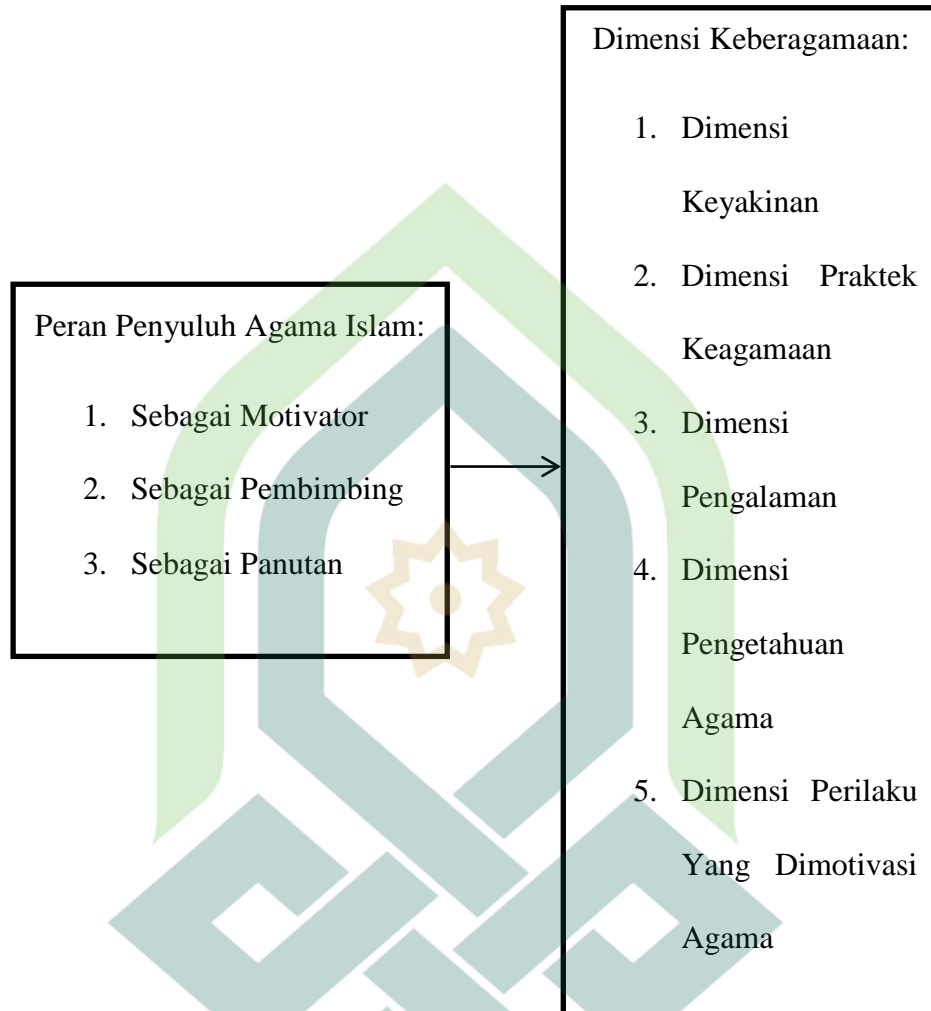 Peran Penyuluh Agama Islam:
1. Sebagai Motivator
2. Sebagai Pembimbing
3. Sebagai Panutan
Dimensi Keberagamaan:
1. Dimensi
Keyakinan
2. Dimensi Praktek
Keagamaan
3. Dimensi
Pengalaman
4. Dimensi
Pengetahuan
Agama
5. Dimensi Perilaku
Yang Dimotivasi
Agama